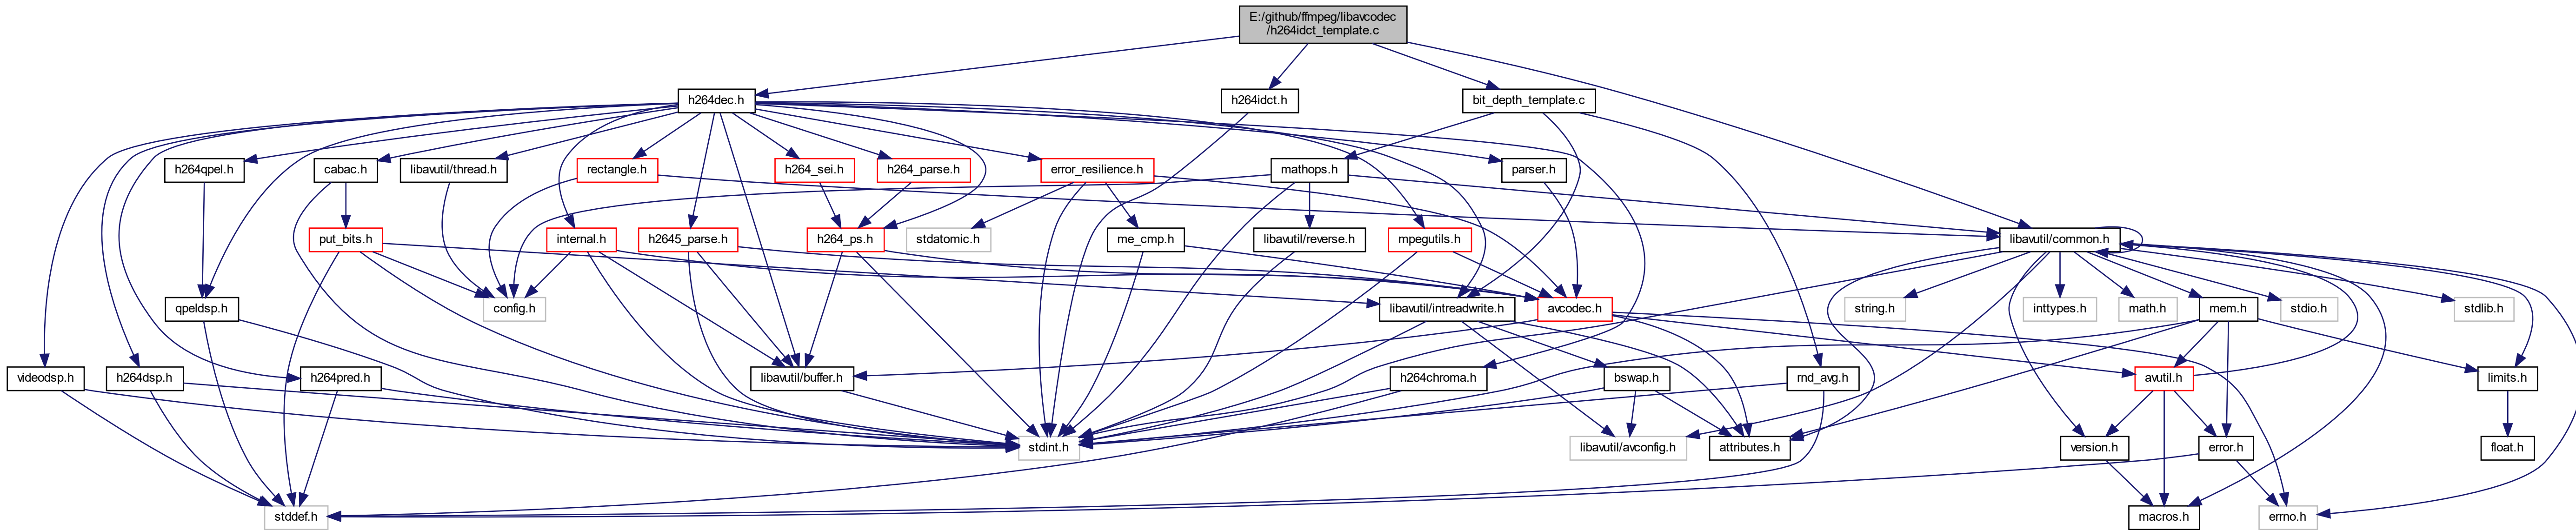 E:/github/ffmpeg/libavcodec
/h264idct_template.c
h264dec.h
h264idct.h
bit_depth_template.c
h264qpel.h
cabac.h
libavutil/thread.h
rectangle.h
h264_sei.h
h264_parse.h
error_resilience.h
mathops.h
parser.h
put_bits.h
internal.h
h2645_parse.h
h264_ps.h
stdatomic.h
me_cmp.h
libavutil/reverse.h
mpegutils.h
libavutil/common.h
qpeldsp.h
config.h
libavutil/intreadwrite.h
avcodec.h
string.h
inttypes.h
math.h
mem.h
stdio.h
stdlib.h
videodsp.h
h264dsp.h
h264pred.h
libavutil/buffer.h
h264chroma.h
bswap.h
rnd_avg.h
avutil.h
limits.h
stdint.h
libavutil/avconfig.h
attributes.h
version.h
error.h
float.h
stddef.h
macros.h
errno.h